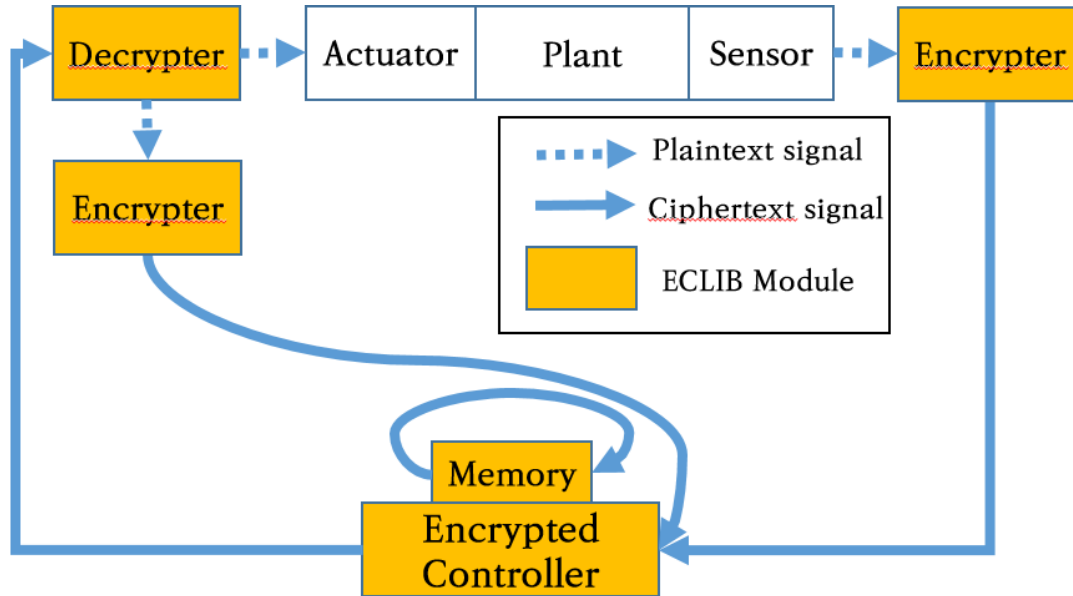 Decrypter
Actuator
Plant
Sensor
Encrypter
Plaintext signal
Encrypter
Ciphertext signal
ECLIB Module
Memory
Encrypted
Controller